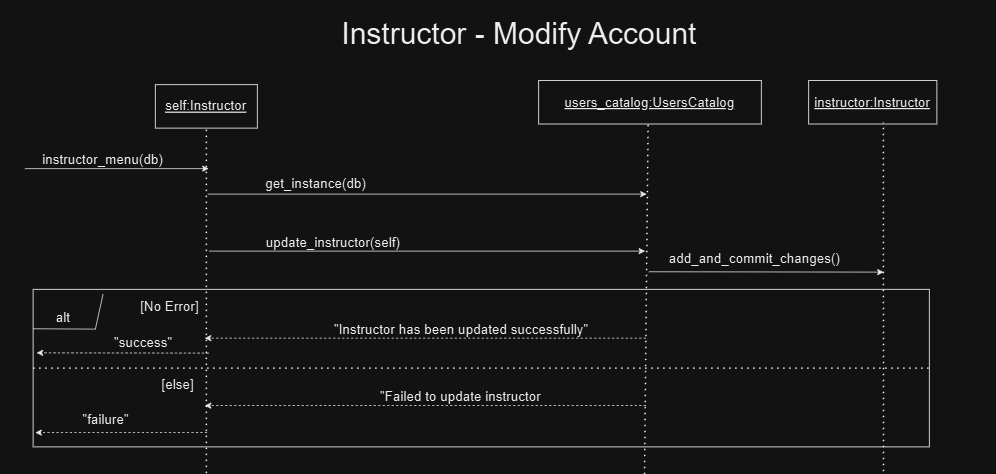 Instructor - Modify Account
self:Instructor
users_catalog:UsersCatalog
instructor:Instructor
instructor_menu(db)
get_instance(db)
update_instructor(self)
add_and_commit_changes()
alt
[No Error]
"Instructor has been updated successfully"
"success"
[else]
"Failed to update instructor
"failure"